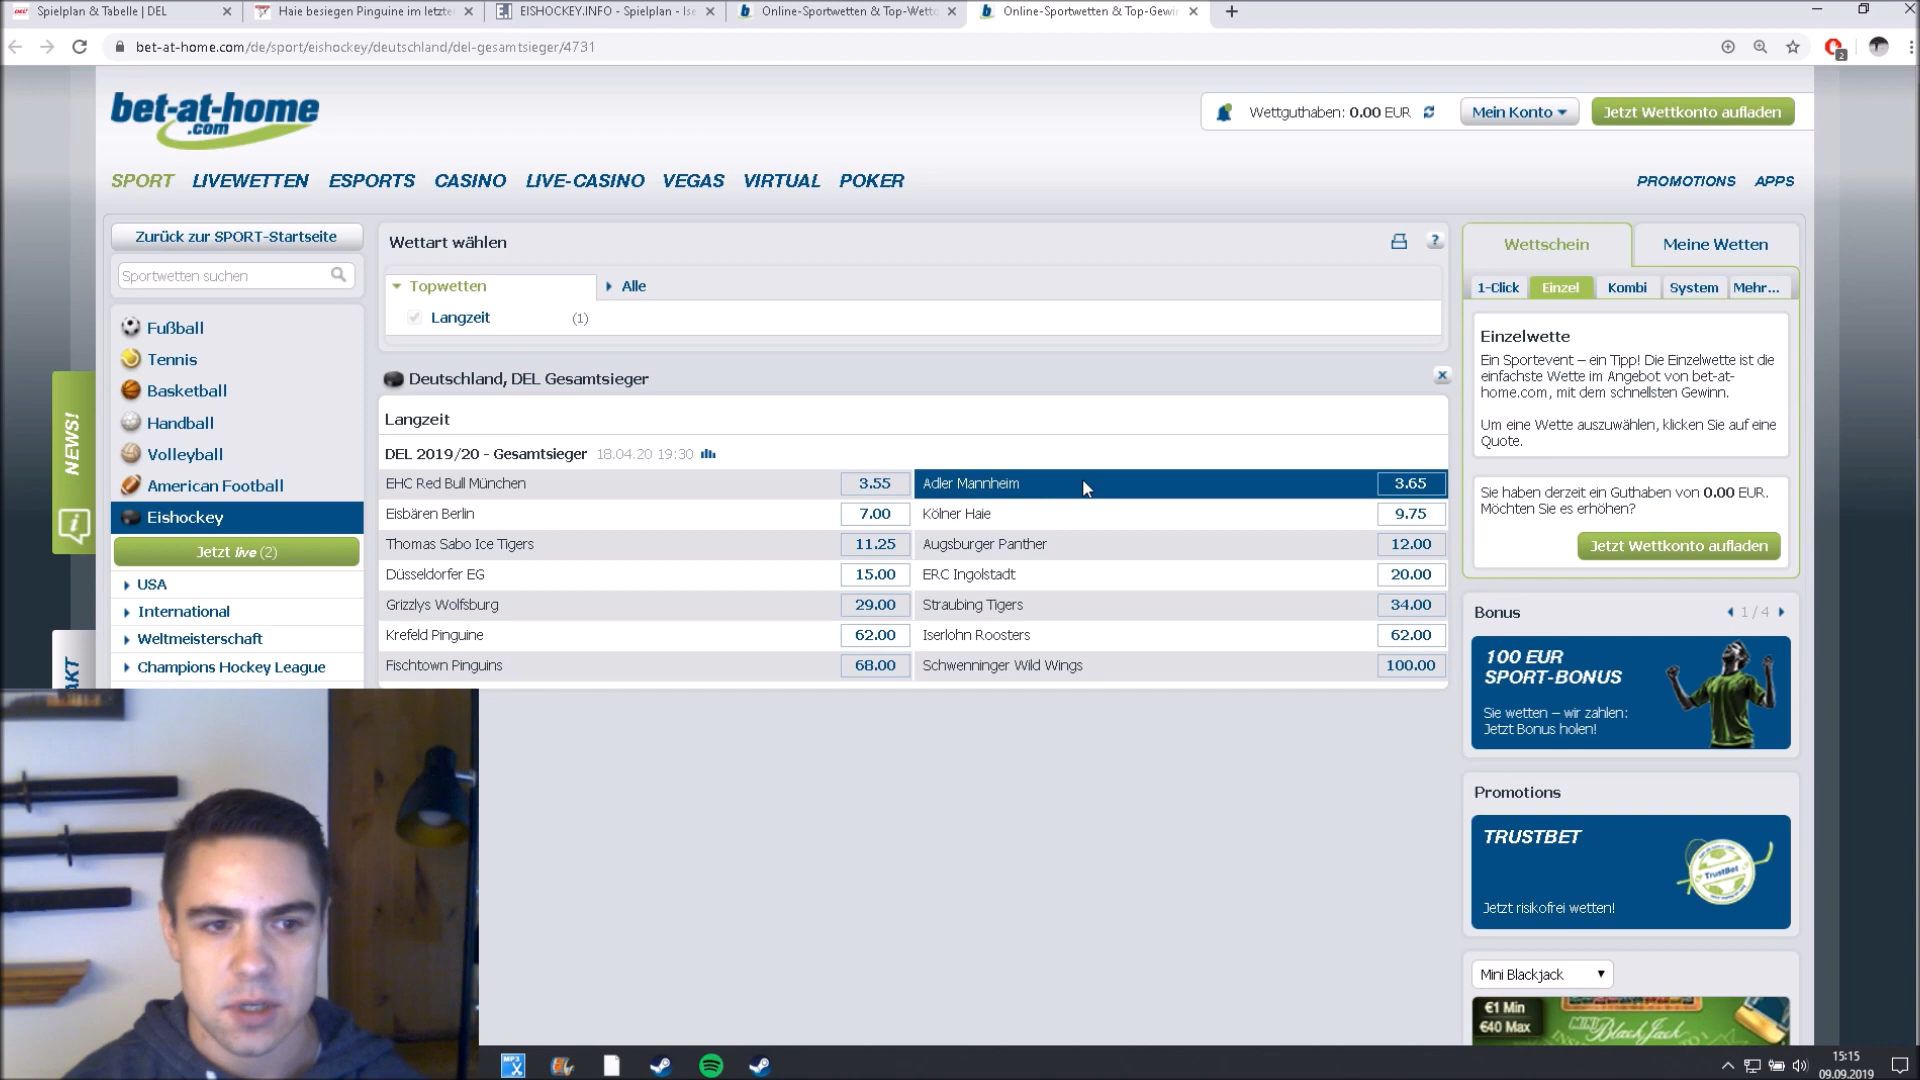 Spielplan & Tabelle | DEL
Haie besiegen Pinguine im letzte
EISHOCKEY.INFO - Spielplan - Ise
Online-Sportwetten & Top-Wettq
Online-Sportwetten & Top-Gewin
bet-at-home.com/de/sport/eishockey/deutschland/del-gesamtsieger/4731
2
bet-at-home
.com
Wettguthaben: 0.00 EUR
Mein Konto
Jetzt Wettkonto aufladen
SPORT LIVEWETTEN ESPORTS CASINO LIVE-CASINO VEGAS VIRTUAL POKER
PROMOTIONS APPS
Zurück zur SPORT-Startseite
Sportwetten suchen
Fußball
Tennis
Basketball
Handball
Volleyball
American Football
Eishockey
Jetzt live (2)
USA
International
Weltmeisterschaft
Champions Hockey League
NEWS!
AKT
Wettart wählen
?
Topwetten
Alle
Langzeit (1)
Deutschland, DEL Gesamtsieger
Langzeit
DEL 2019/20 - Gesamtsieger 18.04.20 19:30
EHC Red Bull München 3.55 Adler Mannheim 3.65
Eisbären Berlin 7.00 Kölner Haie 9.75
Thomas Sabo Ice Tigers 11.25 Augsburger Panther 12.00
Düsseldorfer EG 15.00 ERC Ingolstadt 20.00
Grizzlys Wolfsburg 29.00 Straubing Tigers 34.00
Krefeld Pinguine 62.00 Iserlohn Roosters 62.00
Fischtown Pinguins 68.00 Schwenninger Wild Wings 100.00
Wettschein
Meine Wetten
1-Click Einzel Kombi System Mehr...
Einzelwette
Ein Sportevent – ein Tipp! Die Einzelwette ist die
einfachste Wette im Angebot von bet-at-
home.com, mit dem schnellsten Gewinn.
Um eine Wette auszuwählen, klicken Sie auf eine
Quote.
Sie haben derzeit ein Guthaben von 0.00 EUR.
Möchten Sie es erhöhen?
Jetzt Wettkonto aufladen
Bonus
1 / 4
100 EUR
SPORT-BONUS
Sie wetten – wir zahlen:
Jetzt Bonus holen!
Promotions
TRUSTBET
TrustBet
Jetzt risikofrei wetten!
Mini Blackjack
€1 Min
€40 Max
MINI BlackJack
MP3
15:15
09.09.2019